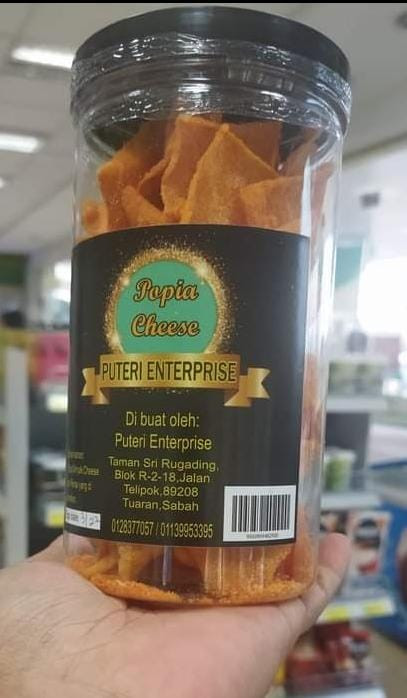 Popia
Cheese
PUTERI ENTERPRISE
Di buat oleh:
Puteri Enterprise
Taman Sri Rugading,
Blok R-2-18,Jalan
Telipok,89208
Tuaran,Sabah
0128377057 / 01139953395
Cheese